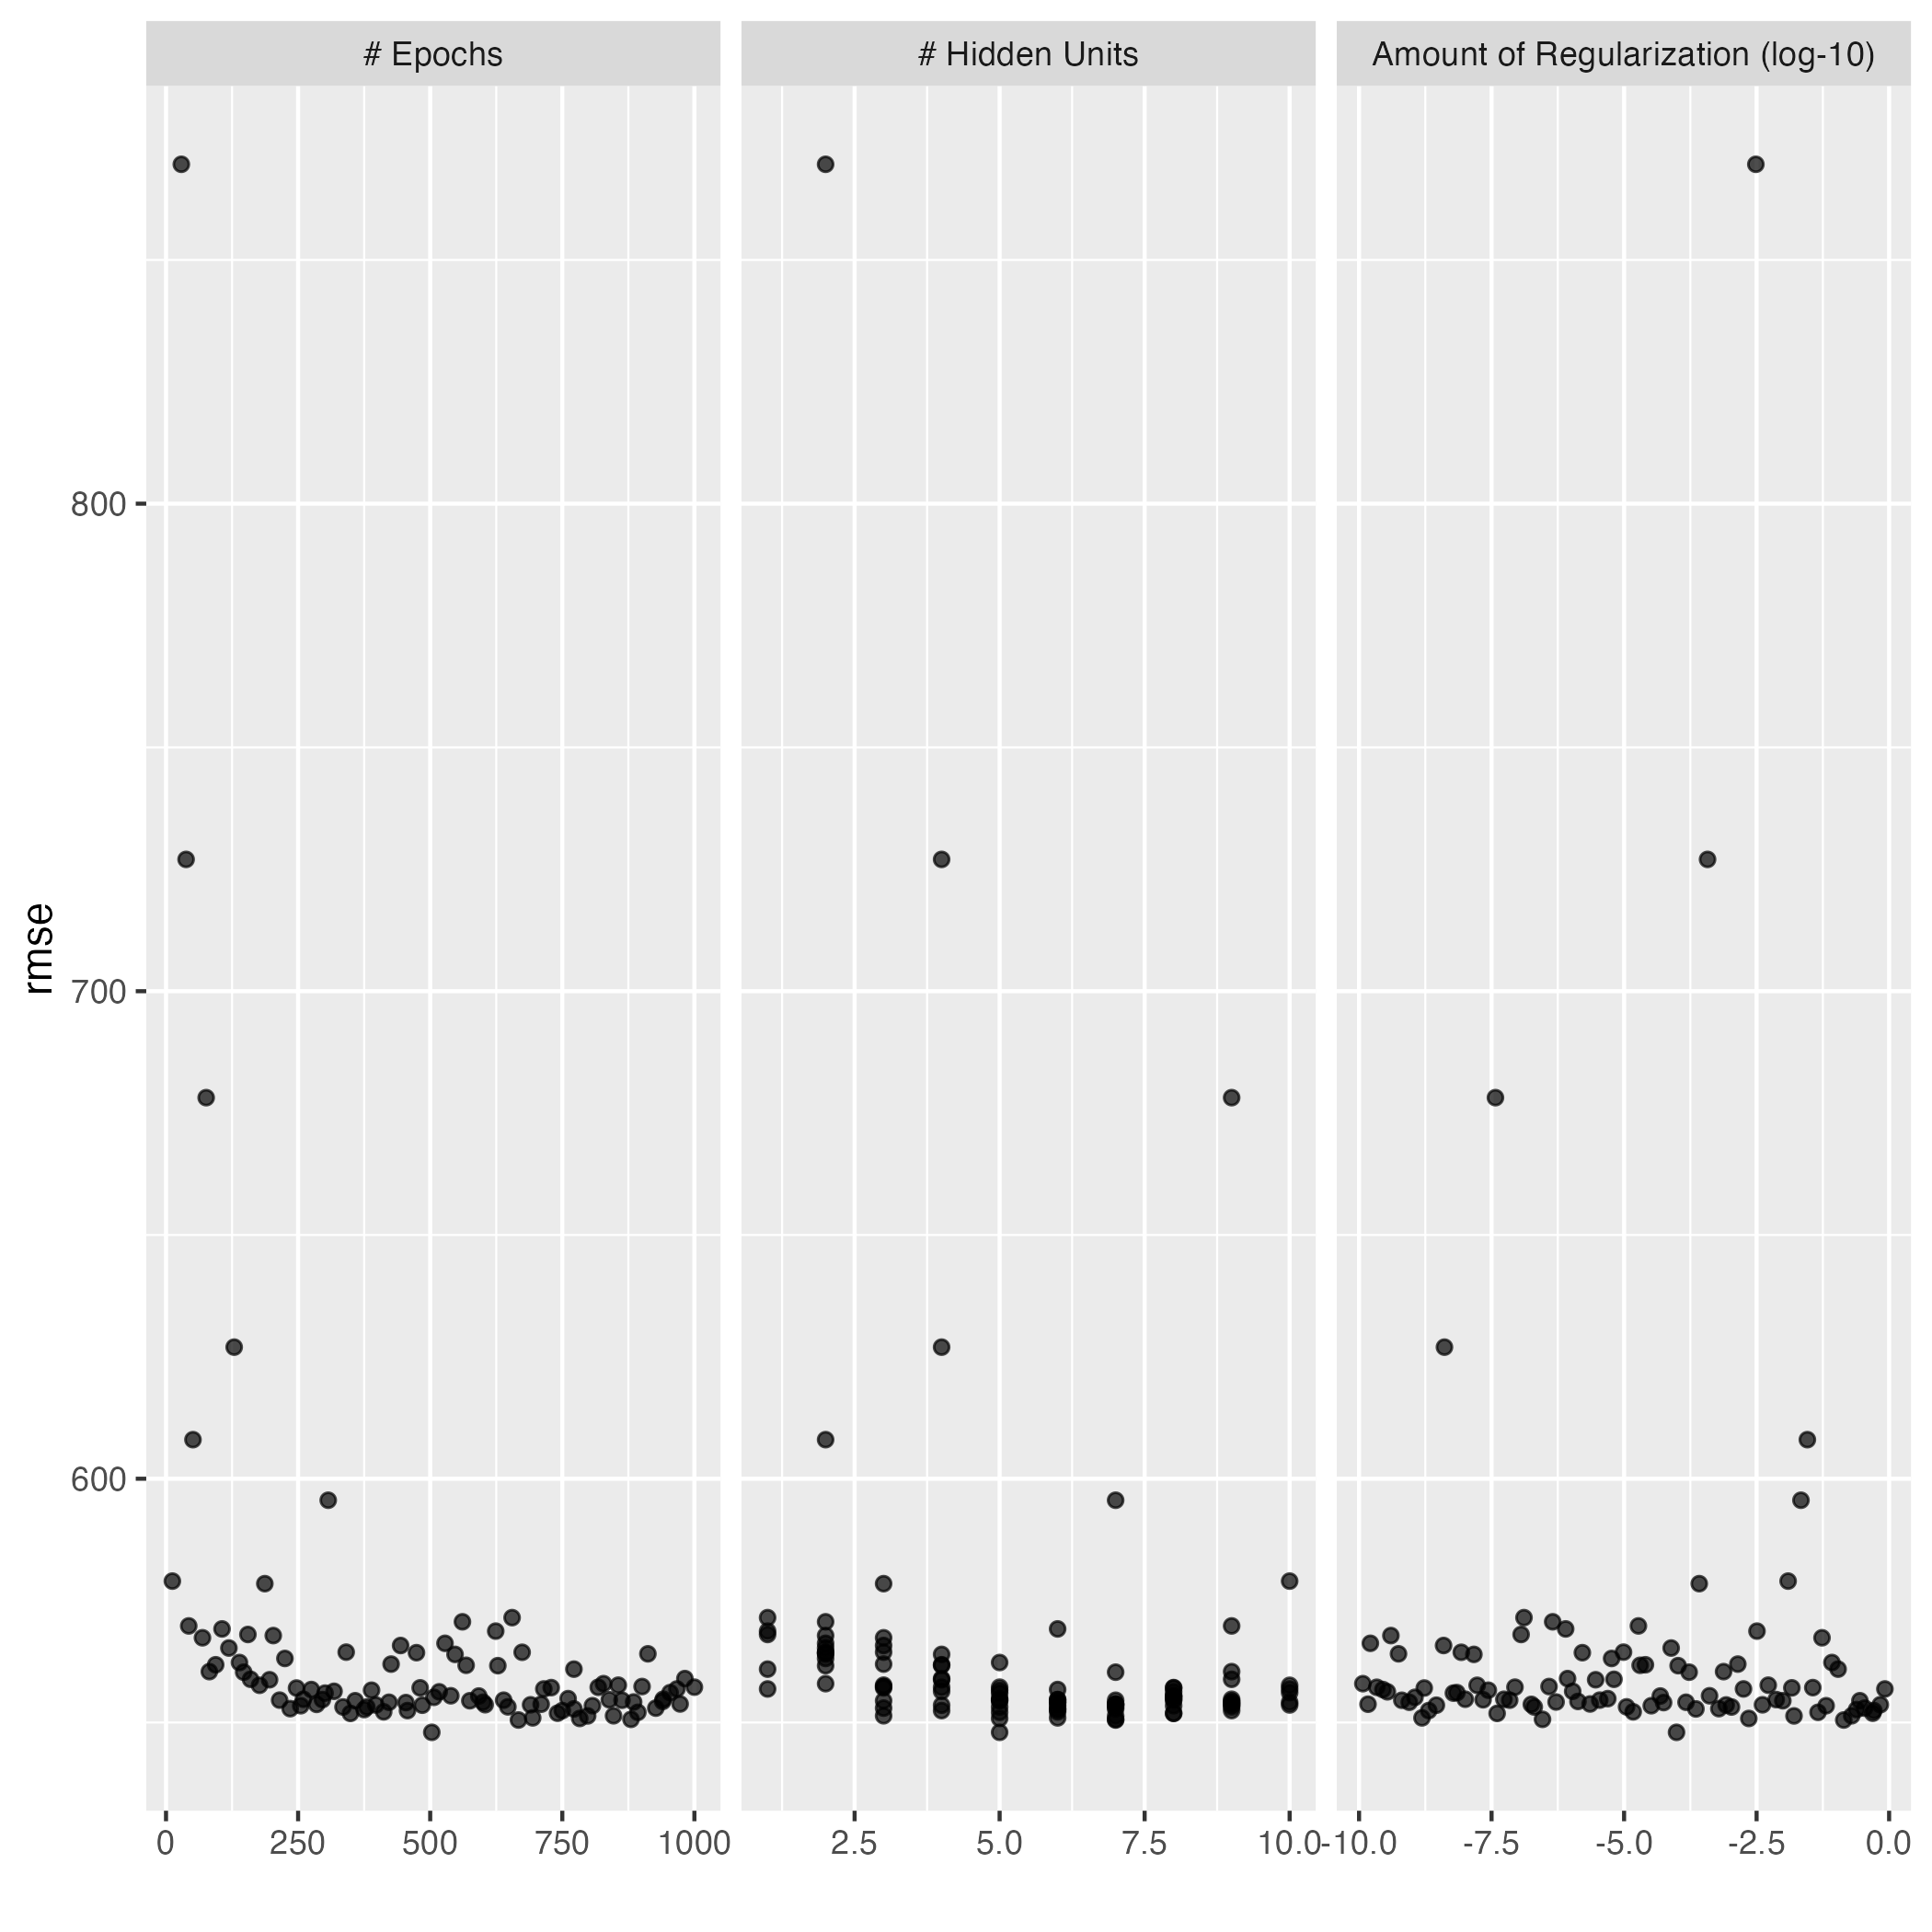 # Epochs # Hidden Units Amount of Regularization (log-10)
800
700
600
rmse
0 250 500 750 1000 2.5 5.0 7.5 10.0 -10.0 -7.5 -5.0 -2.5 0.0